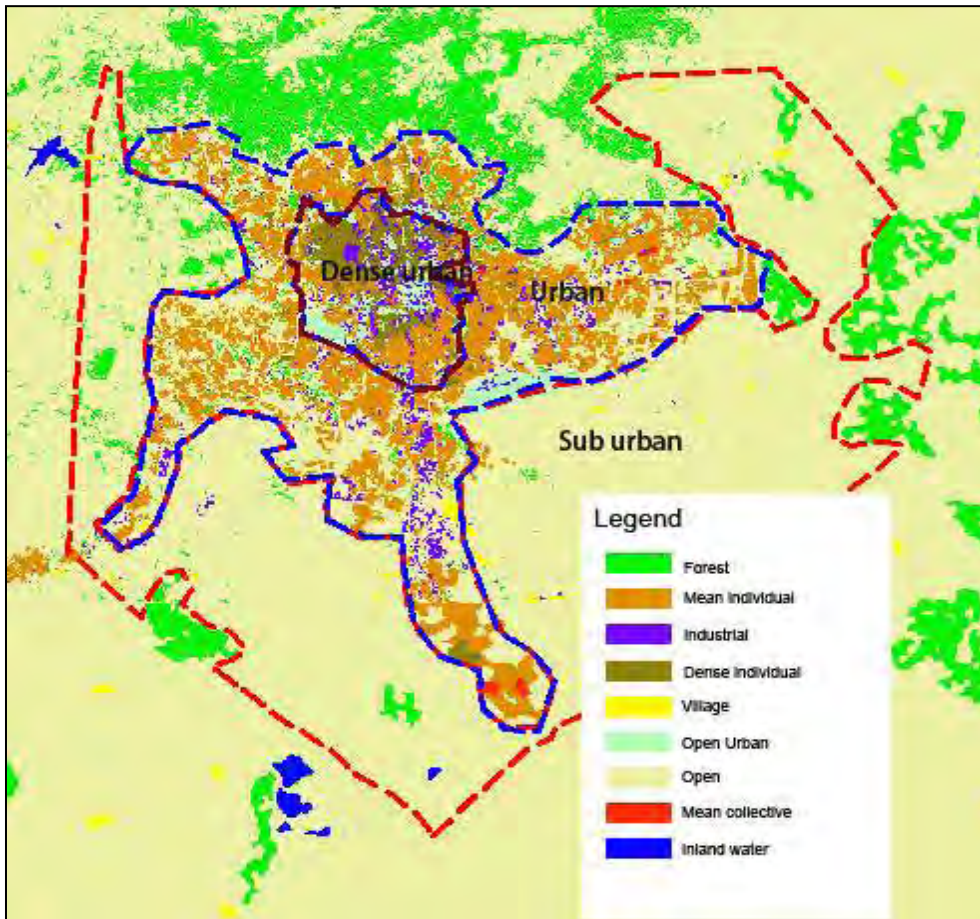 Dense urban
Urban
Sub urban
Legend
Forest
Mean individual
Industrial
Dense individual
Village
Open Urban
Open
Mean collective
Inland water